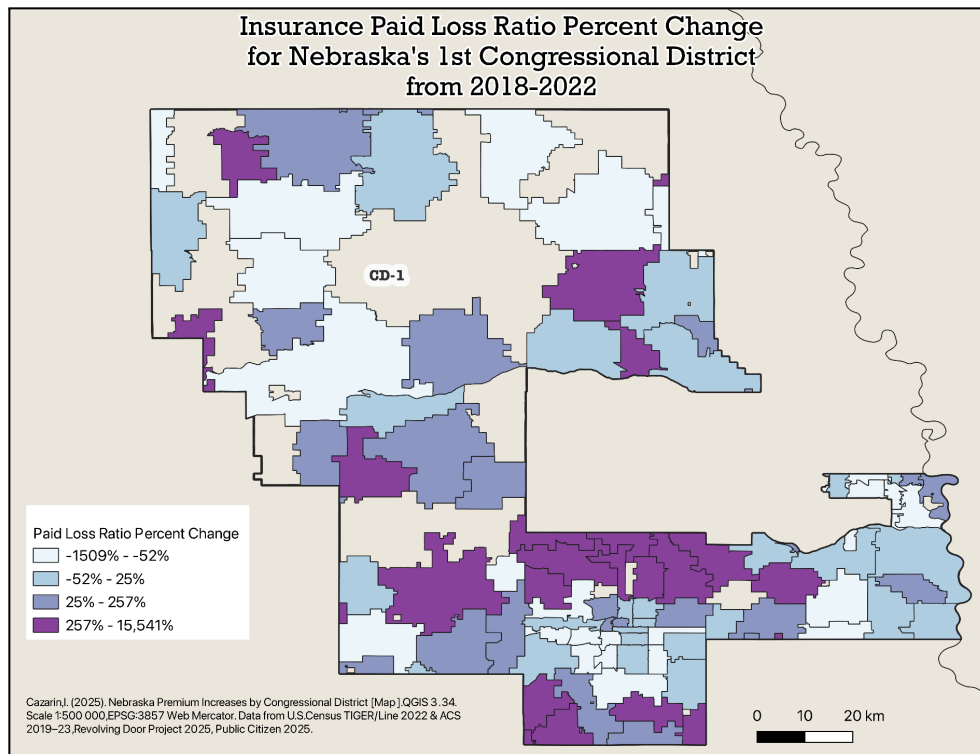 Insurance Paid Loss Ratio Percent Change
for Nebraska's 1st Congressional District
from 2018-2022
CD-1
Paid Loss Ratio Percent Change
-1509% - -52%
-52% - 25%
25% - 257%
257% - 15,541%
Cazarin,I. (2025). Nebraska Premium Increases by Congressional District [Map].QGIS 3.34.
Scale 1:500 000,EPSG:3857 Web Mercator. Data from U.S.Census TIGER/Line 2022 & ACS
2019–23,Revolving Door Project 2025, Public Citizen 2025.
0 10 20 km